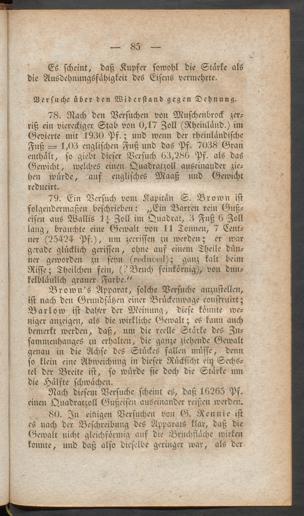 — 85 —
Es scheint, daß Kupfer sowohl die Stärke als
die Ausdehnungsfähigkeit des Eisens vermehrte.
Versuche über den Widerstand gegen Dehnung.
78. Nach den Versuchen von Muschenbrock zer-
riß ein viereckiger Stab von 0,17 Zoll (Rheinländ.) im
Gevierte mit 1930 Pf.; und wenn der rheinländische
Fuß = 1,03 englischen Fuß und das Pf. 7038 Gran
enthält, so giebt dieser Versuch 63,286 Pf. als das
Gewicht, welches einen Quadratzoll auseinander zie-
hen würde, auf englisches Maaß und Gewicht
reducirt.
79. Ein Versuch vom Kapitän S. Brown ist
folgendermaßen beschrieben: „Ein Barren rein Guß-
eisen aus Wallis 1¼ Zoll im Quadrat, 3 Fuß 6 Zoll
lang, brauchte eine Gewalt von 11 Tonnen, 7 Cent-
ner (25424 Pf.), um zerrissen zu werden; er war
gerade glücklich gerissen, ohne auf einem Theile dün-
ner geworden zu seyn (reduced); ganz kalt beim
Risse; Theilchen fein, (? Bruch feinkörnig), von dun-
kelbläulich grauer Farbe.“
Brown's Apparat, solche Versuche anzustellen,
ist nach den Grundsätzen einer Brückenwage construirt;
Barlow ist daher der Meinung, diese könnte we-
niger anzeigen, als die wirkliche Gewalt; es kann auch
bemerkt werden, daß, um die reelle Stärke des Zu-
sammenhanges zu erhalten, die ganze ziehende Gewalt
genau in die Achse des Stückes fallen müsse, denn
so klein eine Abweichung in dieser Rücksicht ein Sechs-
tel der Breite ist, so würde sie doch die Stärke um
die Hälfte schwächen.
Nach diesem Versuche scheint es, daß 16265 Pf.
einen Quadratzoll Gußeisen auseinander reißen werden.
80. Zu einigen Versuchen von G. Rennie ist
es nach der Beschreibung des Apparats klar, daß die
Gewalt nicht gleichförmig auf die Bruchfläche wirken
konnte, und daß also dieselbe geringer war, als der